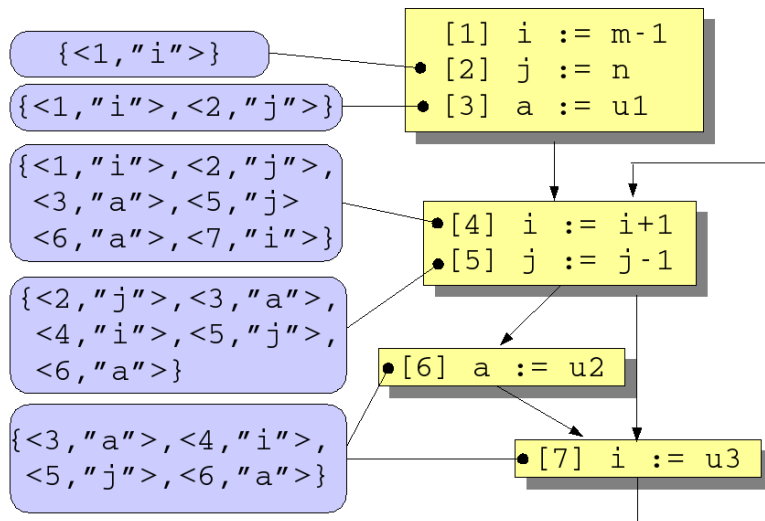 {<1,"i">}
{<1,"i">,<2,"j">}
{<1,"i">,<2,"j">,
<3,"a">,<5,"j>
<6,"a">,<7,"i">}
{<2,"j">,<3,"a">,
<4,"i">,<5,"j">,
<6,"a">}
{<3,"a">,<4,"i">,
<5,"j">,<6,"a">}
[1] i := m-1
[2] j := n
[3] a := u1
[4] i := i+1
[5] j := j-1
[6] a := u2
[7] i := u3